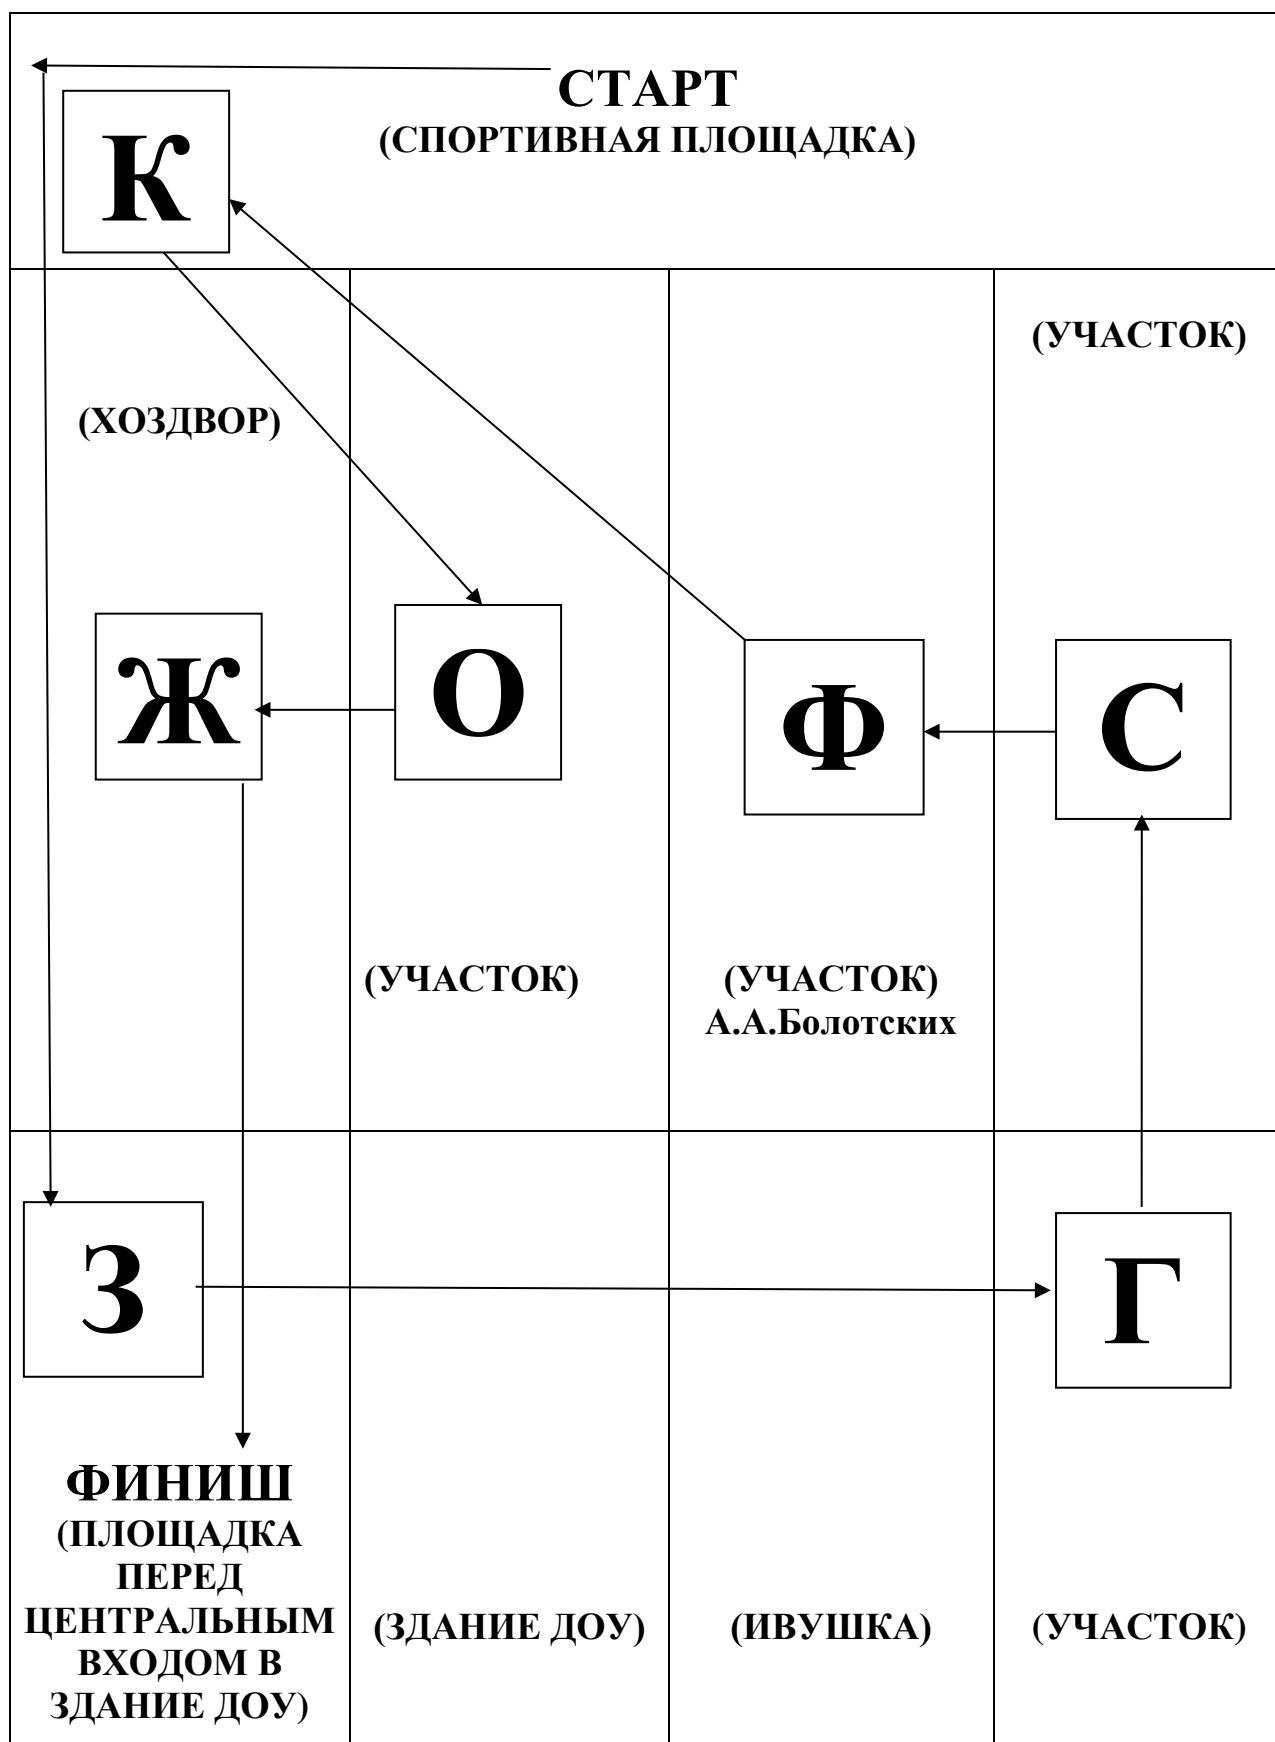 СТАРТ
(СПОРТИВНАЯ ПЛОЩАДКА)
К
(ХОЗДВОР)
(УЧАСТОК)
Ж
О
Ф
С
(УЧАСТОК)
(УЧАСТОК)
А.А.Болотских
З
Г
ФИНИШ
(ПЛОЩАДКА
ПЕРЕД
ЦЕНТРАЛЬНЫМ
ВХОДОМ В
ЗДАНИЕ ДОУ)
(ЗДАНИЕ ДОУ)
(ИВУШКА)
(УЧАСТОК)